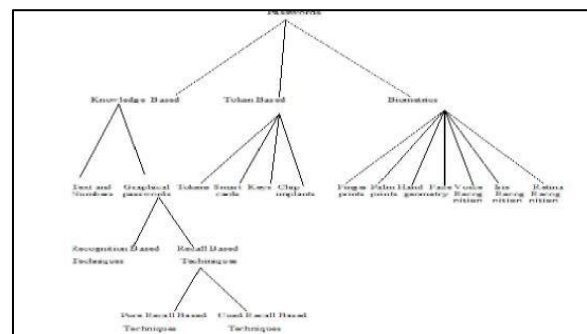 Passwords
Knowledge Based Token Based Biometrics
Text and Numbers
Graphical passwords
Tokens
Smart cards
Keys
Chip implants
Finger prints
Palm prints
Hand geometry
Face
Voice Recog nition
Iris Recog nition
Retina Recog nition
Recognition Based Techniques
Recall Based Techniques
Pure Recall Based Techniques
Cued Recall Based Techniques